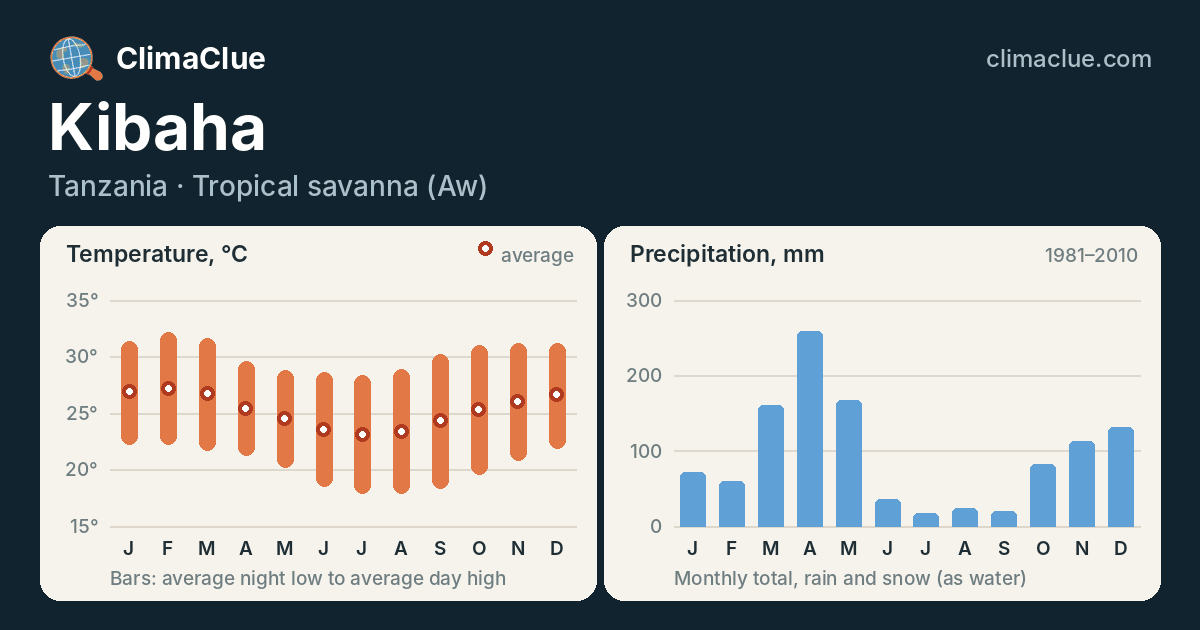 ClimaClue
climaclue.com
Kibaha
Tanzania · Tropical savanna (Aw)
Temperature, °C
average
35°
30°
25°
20°
15°
J F M A M J J A S O N D
Bars: average night low to average day high
Precipitation, mm
1981–2010
300
200
100
0
J F M A M J J A S O N D
Monthly total, rain and snow (as water)